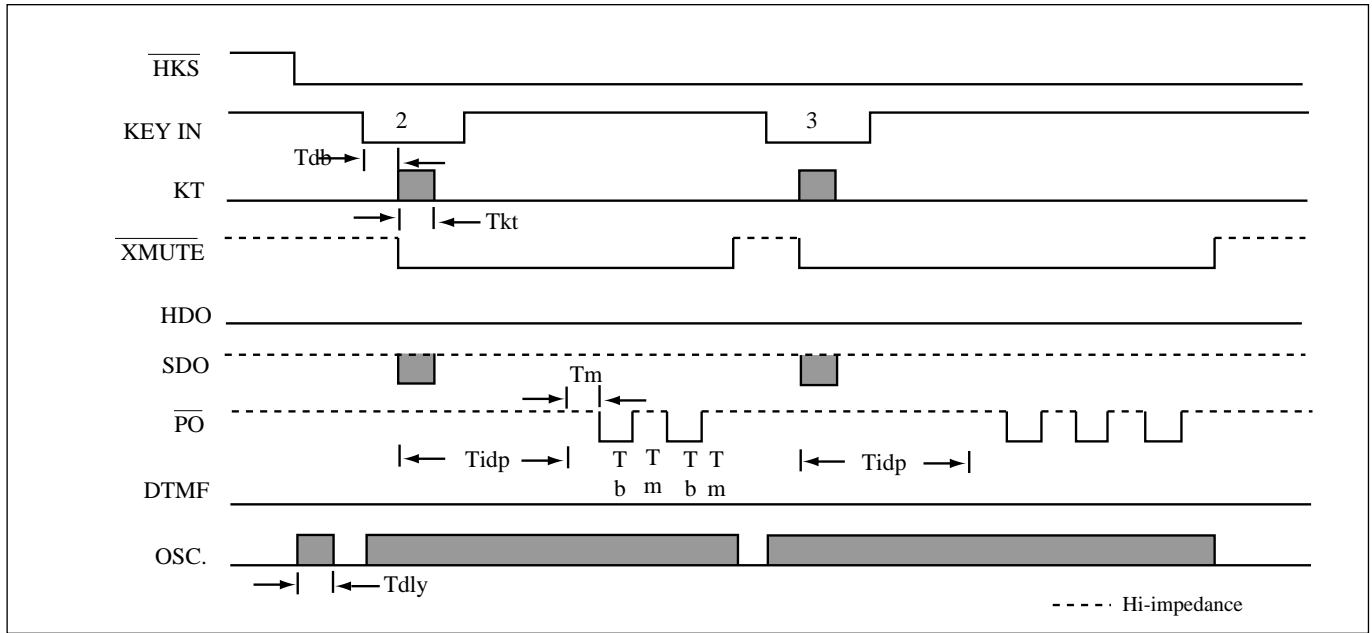 HKS
KEY IN
2
3
Tdb
KT
Tkt
XMUTE
HDO
SDO
Tm
PO
Tidp
T
b
T
m
T
b
T
m
Tidp
DTMF
OSC.
Tdly
Hi-impedance